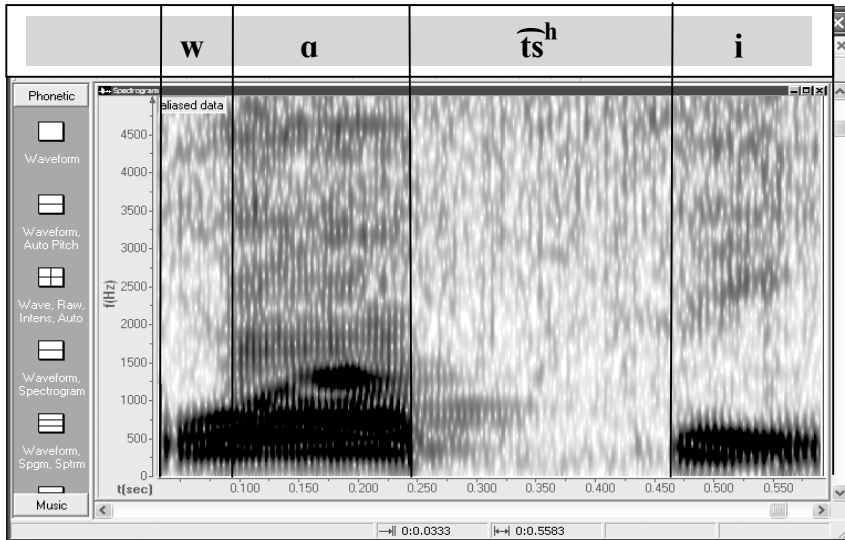 w ɑ t͡sʰ i
Phonetic
Spectrogram
aliased data
Waveform
Waveform,
Auto Pitch
Wave, Raw,
Intens, Auto
Waveform,
Spectrogram
Waveform,
Spgm, Sptrm
Music
f(Hz)
4500
4000
3500
3000
2500
2000
1500
1000
500
0
t(sec) 0.100 0.150 0.200 0.250 0.300 0.350 0.400 0.450 0.500 0.550
0:0.0333 0:0.5583